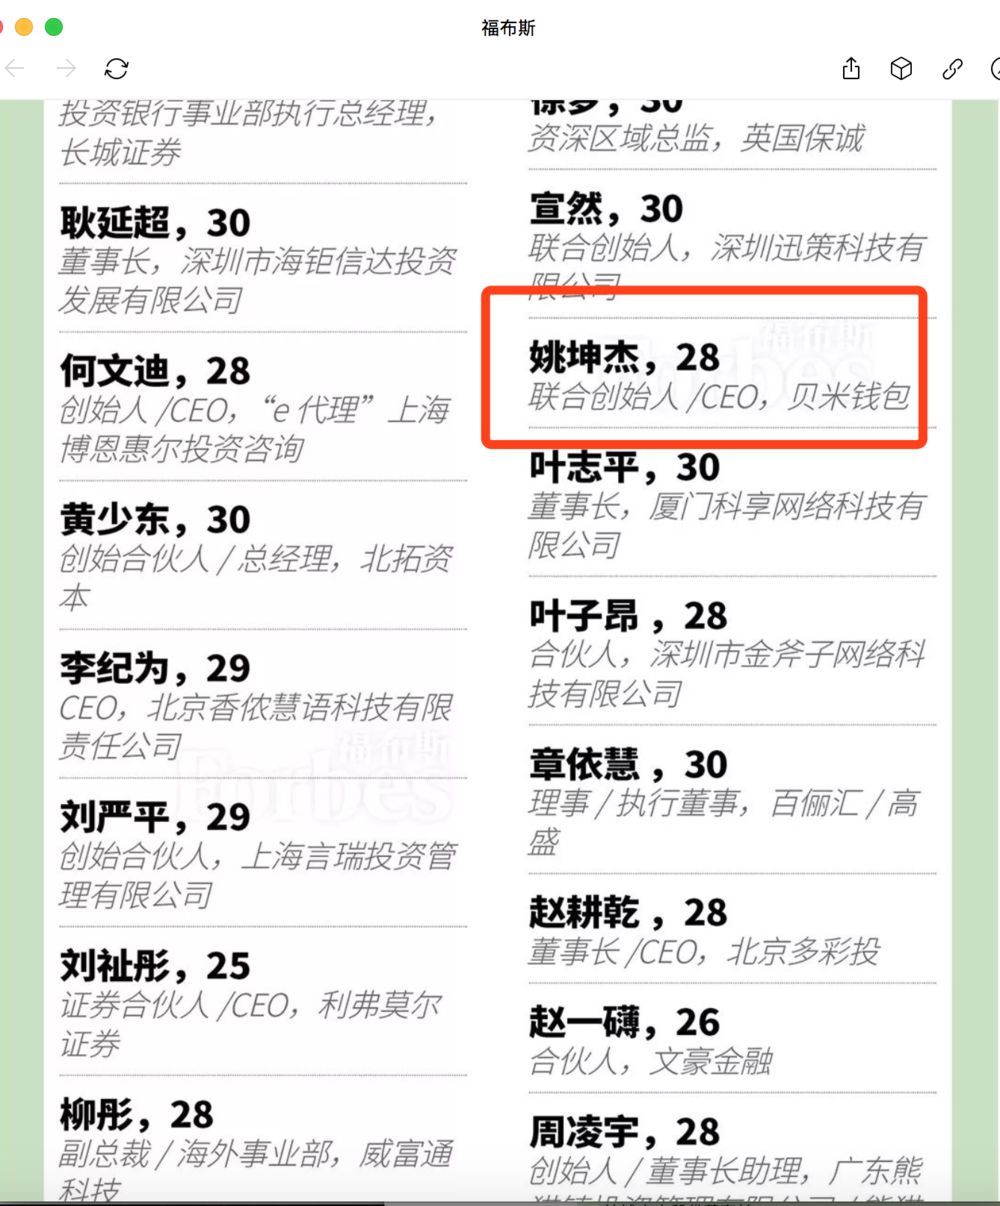 福布斯
投资银行事业部执行总经理，
长城证券
耿延超，30
董事长，深圳市海钜信达投资
发展有限公司
何文迪，28
创始人 /CEO，“e 代理”上海
博恩惠尔投资咨询
黄少东，30
创始合伙人 / 总经理，北拓资
本
李纪为，29
CEO，北京香侬慧语科技有限
责任公司
刘严平，29
创始合伙人，上海言瑞投资管
理有限公司
刘祉彤，25
证券合伙人 /CEO，利弗莫尔
证券
柳彤，28
副总裁 / 海外事业部，威富通
科技
30
资深区域总监，英国保诚
宣然，30
联合创始人，深圳迅策科技有
限公司
姚坤杰，28
联合创始人 /CEO，贝米钱包
叶志平，30
董事长，厦门科享网络科技有
限公司
叶子昂 ，28
合伙人，深圳市金斧子网络科
技有限公司
章依慧 ，30
理事 / 执行董事，百俪汇 / 高
盛
赵耕乾 ，28
董事长 /CEO，北京多彩投
赵一礴，26
合伙人，文豪金融
周凌宇，28
创始人 / 董事长助理，广东熊
福布斯
Forbes
福布斯
Forbes